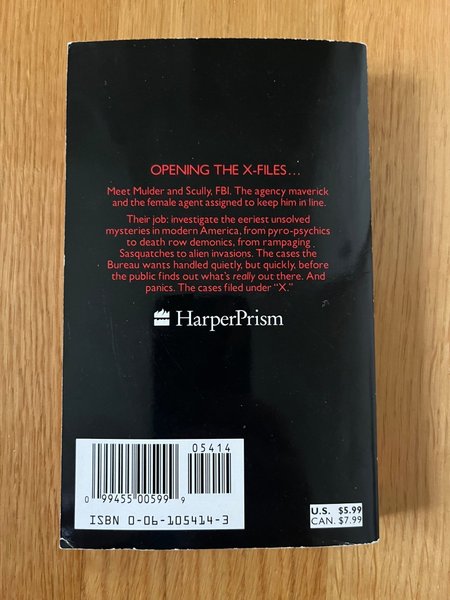 OPENING THE X-FILES...
Meet Mulder and Scully, FBI. The agency maverick
and the female agent assigned to keep him in line.
Their job: investigate the eeriest unsolved
mysteries in modern America, from pyro-psychics
to death row demonics, from rampaging
Sasquatches to alien invasions. The cases the
Bureau wants handled quietly, but quickly, before
the public finds out what's really out there. And
panics. The cases filed under "X."
HarperPrism
05414
0 99455 00599 9
ISBN 0-06-105414-3
U.S. $5.99
CAN. $7.99